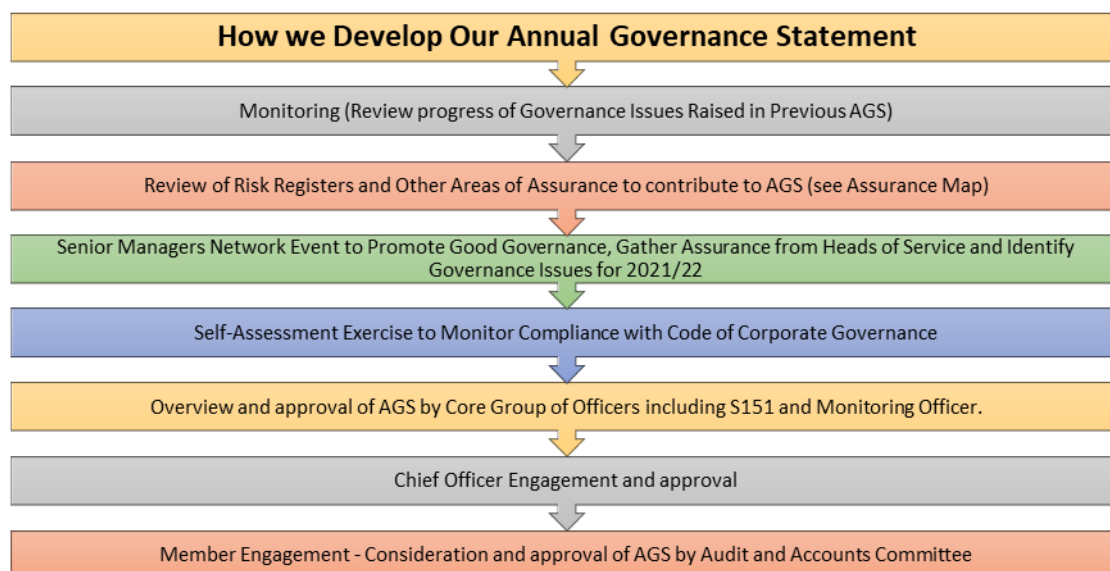 How we Develop Our Annual Governance Statement
Monitoring (Review progress of Governance Issues Raised in Previous AGS)
Review of Risk Registers and Other Areas of Assurance to contribute to AGS (see Assurance Map)
Senior Managers Network Event to Promote Good Governance, Gather Assurance from Heads of Service and Identify
Governance Issues for 2021/22
Self-Assessment Exercise to Monitor Compliance with Code of Corporate Governance
Overview and approval of AGS by Core Group of Officers including S151 and Monitoring Officer.
Chief Officer Engagement and approval
Member Engagement - Consideration and approval of AGS by Audit and Accounts Committee